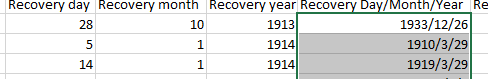 Recovery day Recovery month Recovery year Recovery Day/Month/Year Re
28 10 1913 1933/12/26
5 1 1914 1910/3/29
14 1 1914 1919/3/29